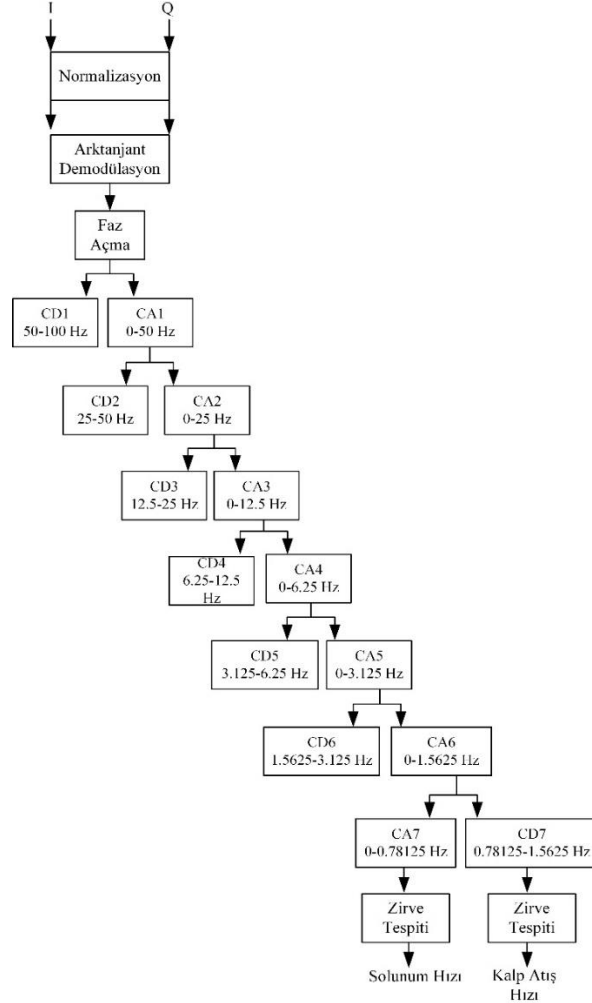 I
Q
Normalizasyon
Arktanjant
Demodülasyon
Faz
Açma
CD1
50-100 Hz
CA1
0-50 Hz
CD2
25-50 Hz
CA2
0-25 Hz
CD3
12.5-25 Hz
CA3
0-12.5 Hz
CD4
6.25-12.5
Hz
CA4
0-6.25 Hz
CD5
3.125-6.25 Hz
CA5
0-3.125 Hz
CD6
1.5625-3.125 Hz
CA6
0-1.5625 Hz
CA7
0-0.78125 Hz
CD7
0.78125-1.5625 Hz
Zirve
Tespiti
Zirve
Tespiti
Solunum Hızı
Kalp Atış
Hızı